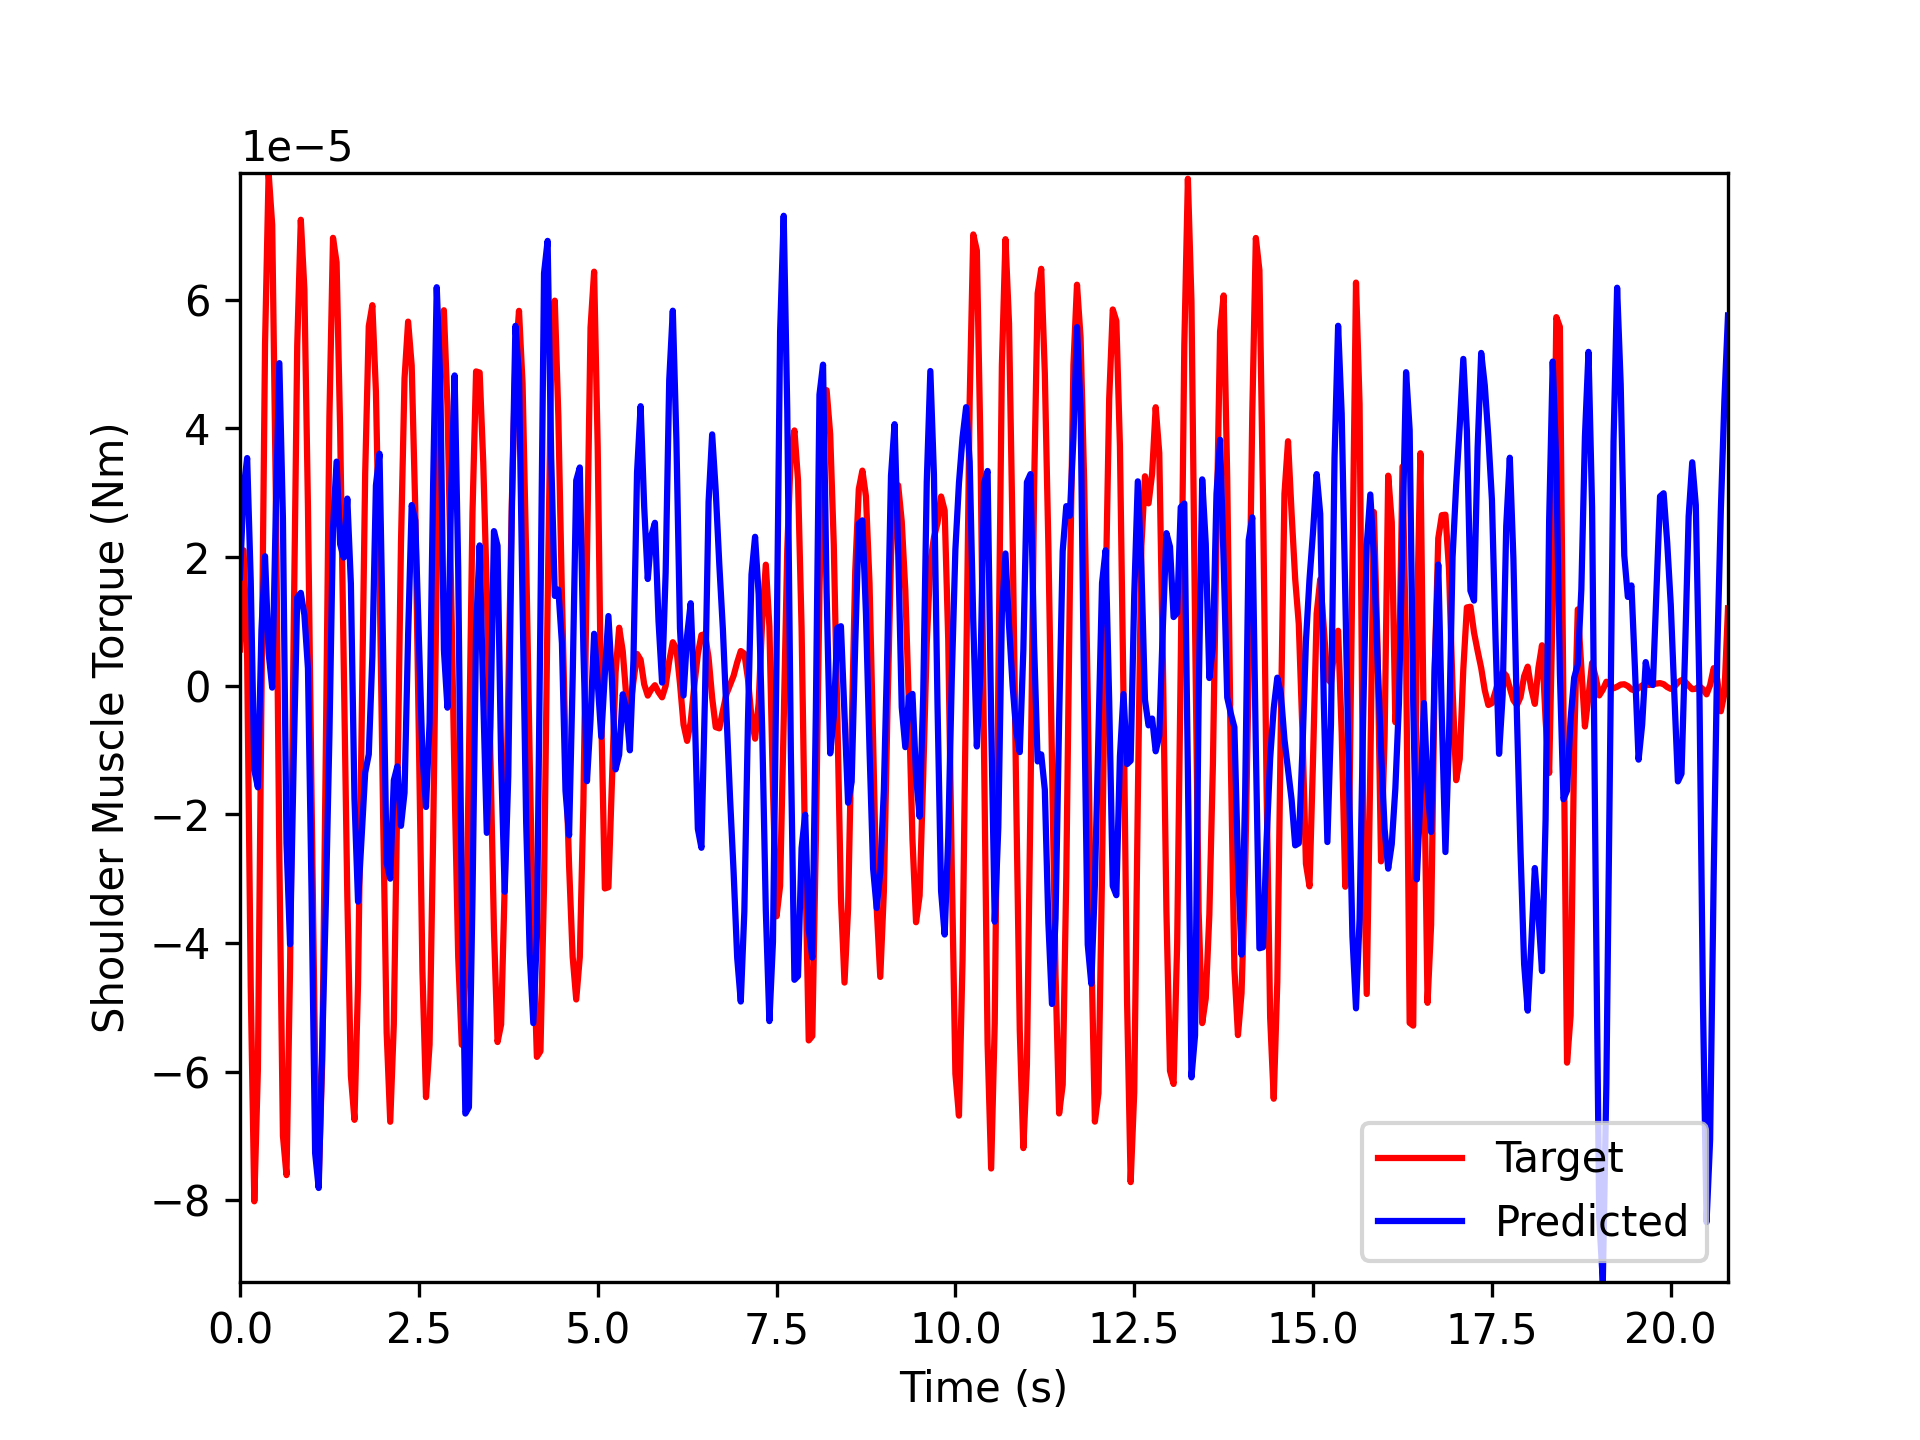 1e−5
6
4
2
0
−2
−4
−6
−8
Shoulder Muscle Torque (Nm)
Target
Predicted
0.0 2.5 5.0 7.5 10.0 12.5 15.0 17.5 20.0
Time (s)